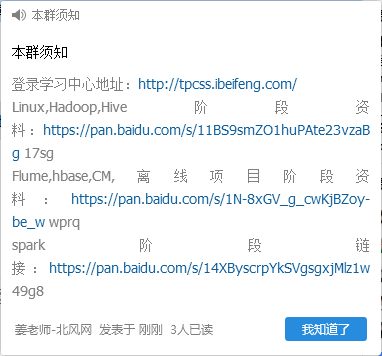 本群须知
本群须知
登录学习中心地址：http://tpcss.ibeifeng.com/
Linux,Hadoop,Hive 阶段资
料：https://pan.baidu.com/s/11BS9smZO1huPAte23vzaB
g 17sg
Flume,hbase,CM, 离线项目阶段资
料：https://pan.baidu.com/s/1N-8xGV_g_cwKjBZoy-
be_w wprq
spark 阶段链
接：https://pan.baidu.com/s/14XByscrpYkSVgsgxjMlz1w
49g8
姜老师-北风网 发表于 刚刚 3人已读 我知道了